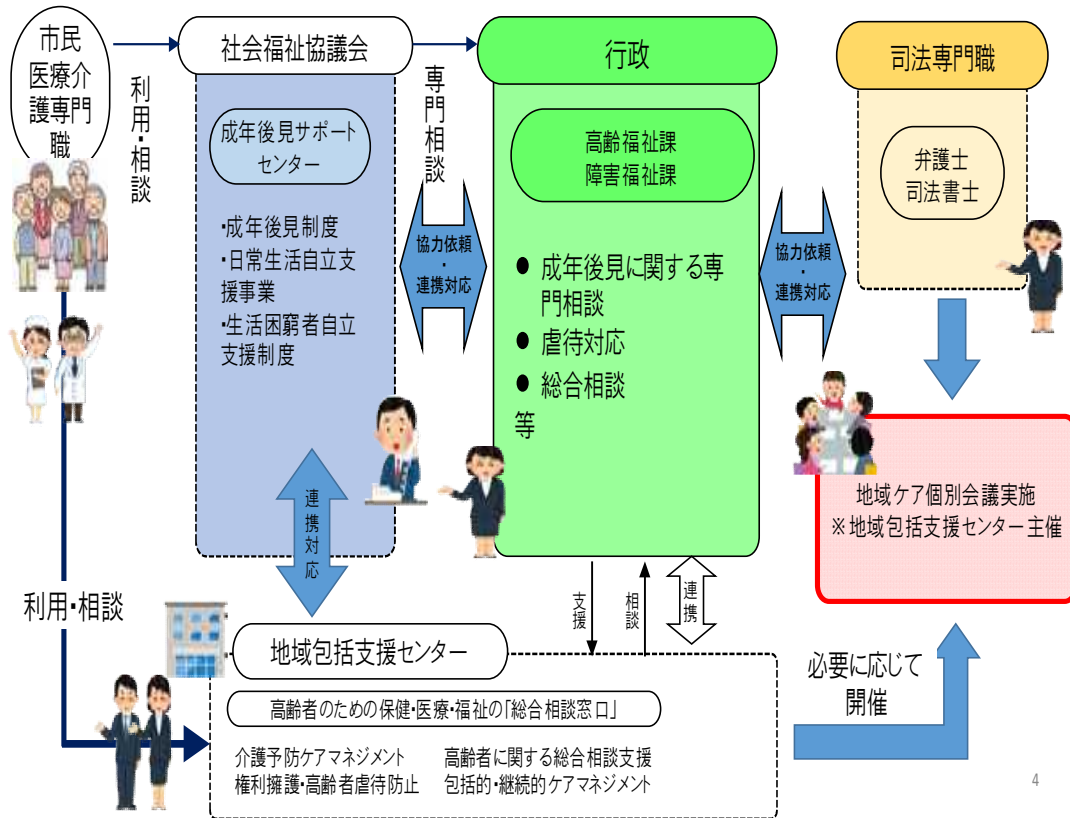 市民
医療介
護専門
職
利用・相談
社会福祉協議会
成年後見サポート
センター
・成年後見制度
・日常生活自立支
援事業
・生活困窮者自立
支援制度
専門相談
協力依頼
・
連携対応
行政
高齢福祉課
障害福祉課
● 成年後見に関する専
門相談
● 虐待対応
● 総合相談
等
協力依頼
・
連携対応
司法専門職
弁護士
司法書士
地域ケア個別会議実施
※地域包括支援センター主催
連携対応
支援
相談
連携
利用・相談
地域包括支援センター
高齢者のための保健・医療・福祉の「総合相談窓口」
介護予防ケアマネジメント 高齢者に関する総合相談支援
権利擁護・高齢者虐待防止 包括的・継続的ケアマネジメント
必要に応じて
開催
4